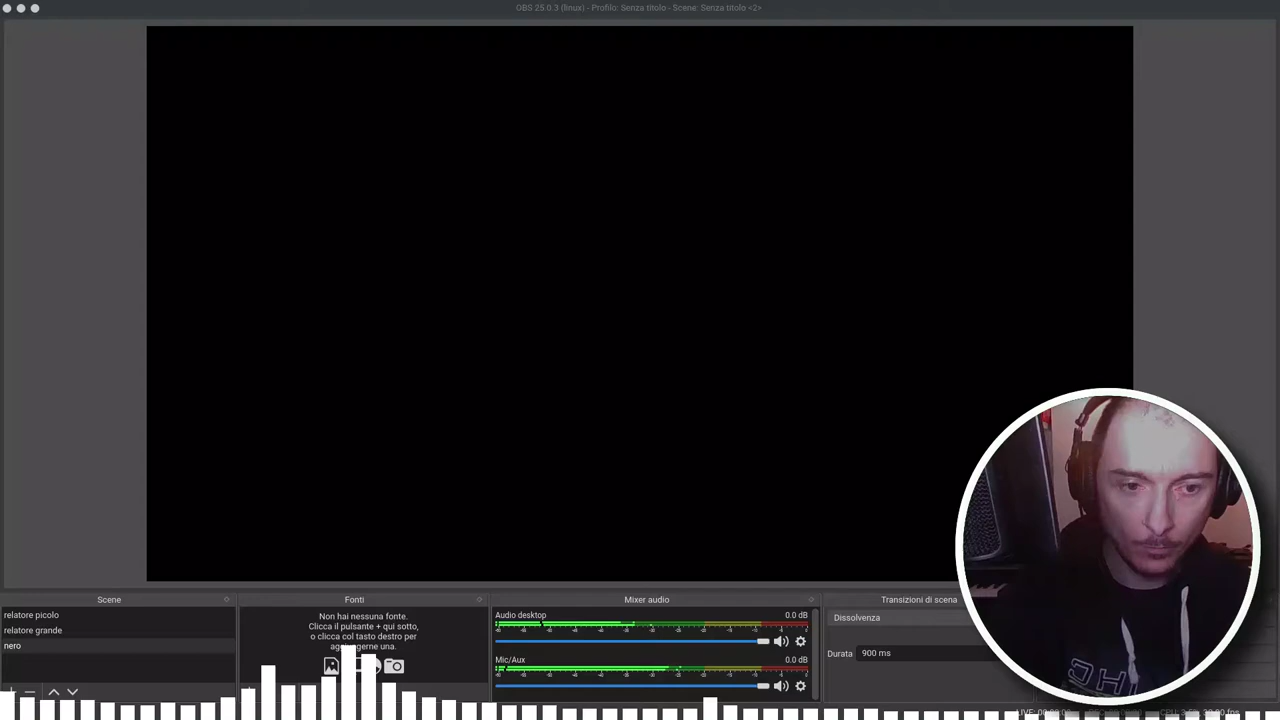 OBS 25.0.3 (linux) - Profilo: Senza titolo - Scene: Senza titolo <2>
Scene
relatore picolo
relatore grande
nero
Fonti
Non hai nessuna fonte.
Clicca il pulsante + qui sotto,
o clicca col tasto destro per
una.
Mixer audio
Audio desktop
0.0 dB
Mic/Aux
0.0 dB
Transizioni di scena
Dissolvenza
Durata
900 ms